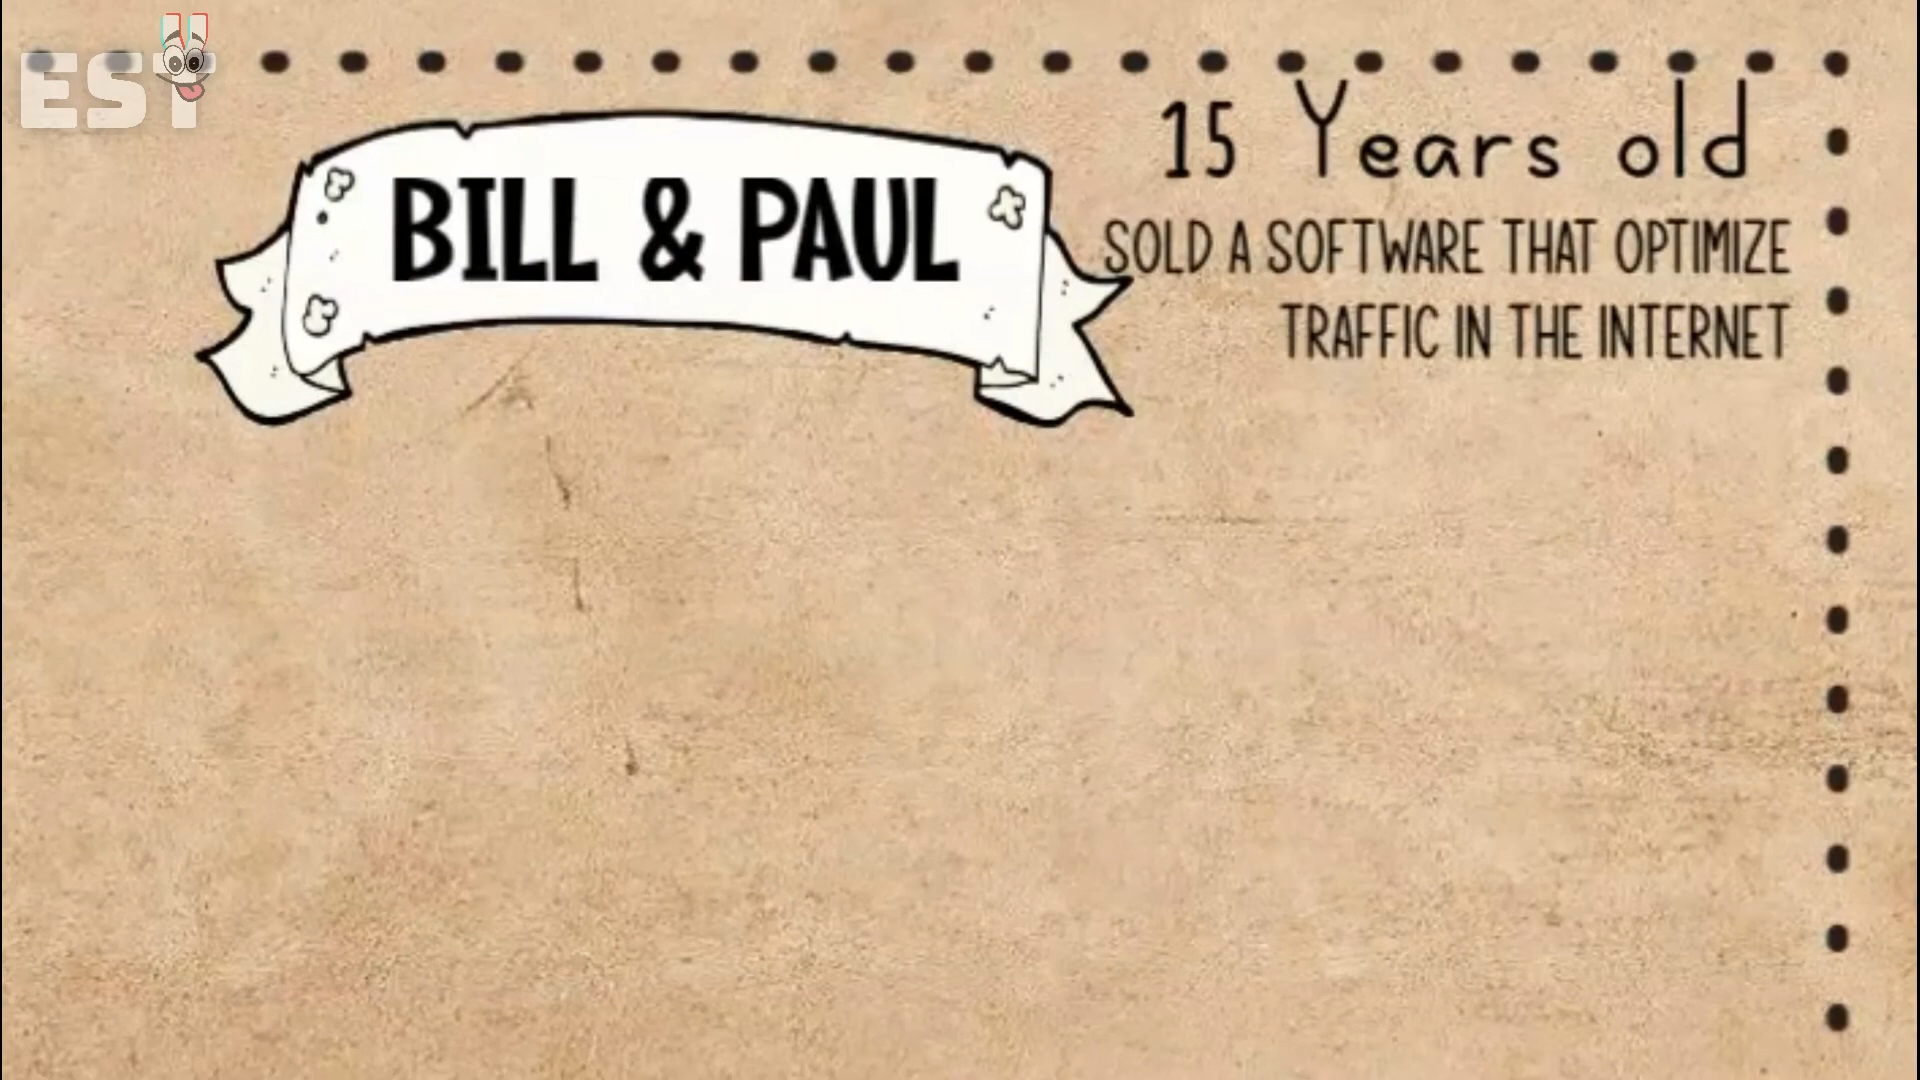 EST
BILL & PAUL
15 Years old
SOLD A SOFTWARE THAT OPTIMIZE
TRAFFIC IN THE INTERNET